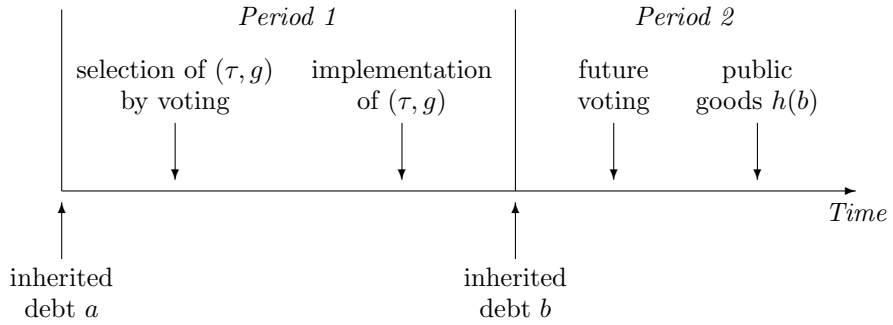 Period 1
Period 2
selection of (τ, g)
by voting
implementation
of (τ, g)
future
voting
public
goods h(b)
Time
inherited
debt a
inherited
debt b